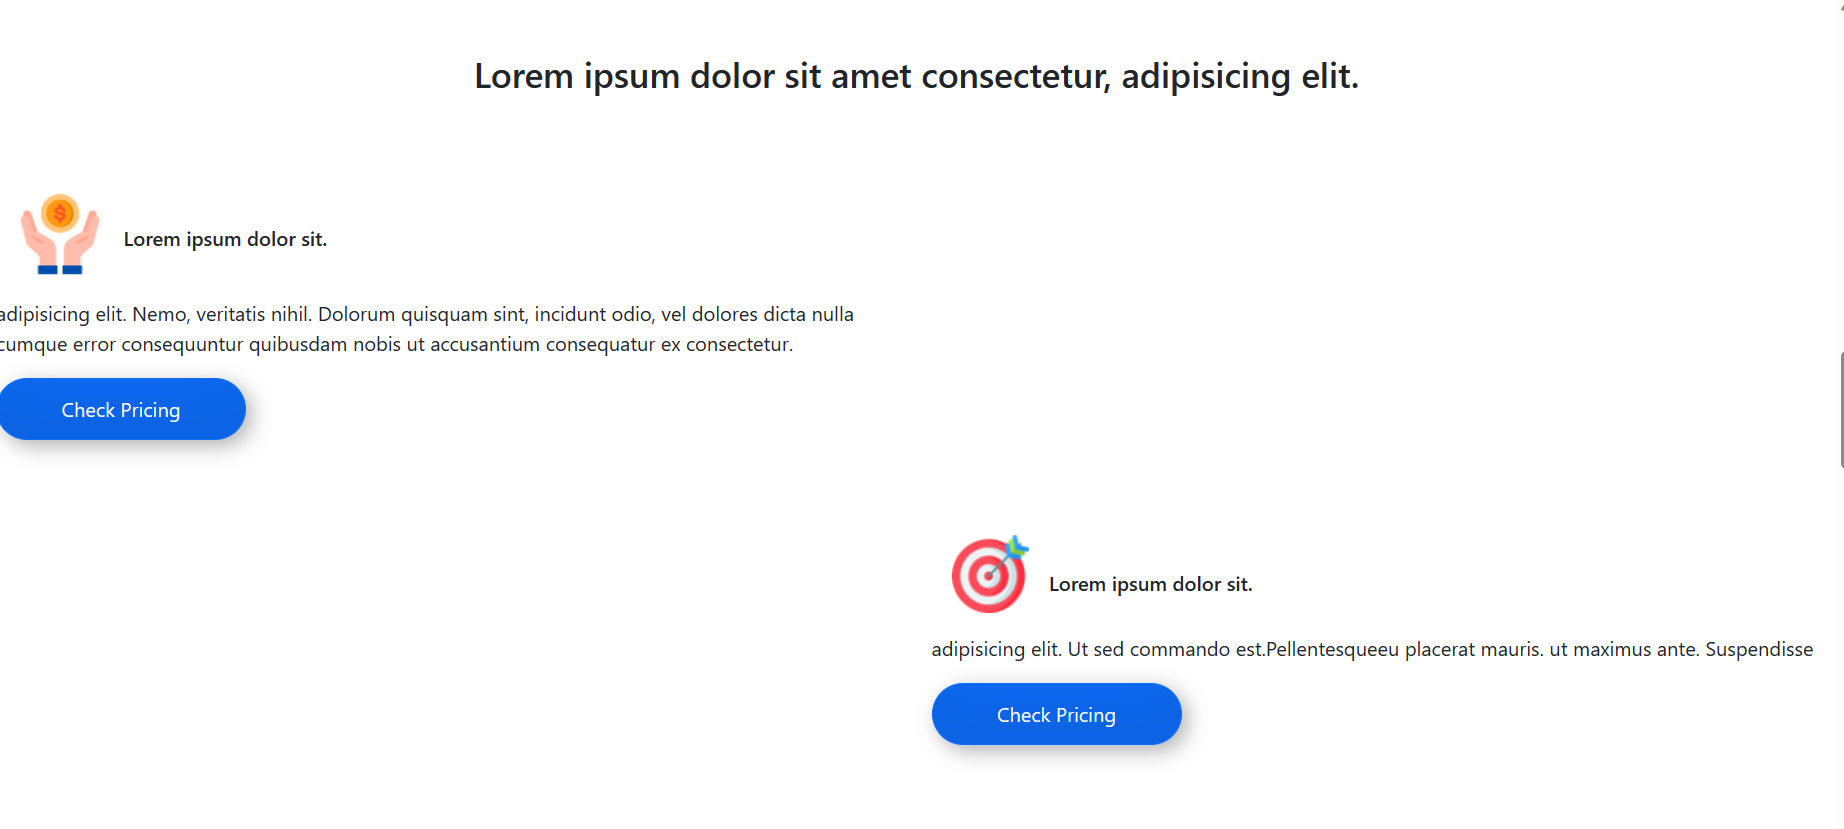 Lorem ipsum dolor sit amet consectetur, adipisicing elit.
$
Lorem ipsum dolor sit.
adipisicing elit. Nemo, veritatis nihil. Dolorum quisquam sint, incidunt odio, vel dolores dicta nulla
cumque error consequuntur quibusdam nobis ut accusantium consequatur ex consectetur.
Check Pricing
Lorem ipsum dolor sit.
adipisicing elit. Ut sed commando est.Pellentesqueeu placerat mauris. ut maximus ante. Suspendisse
Check Pricing